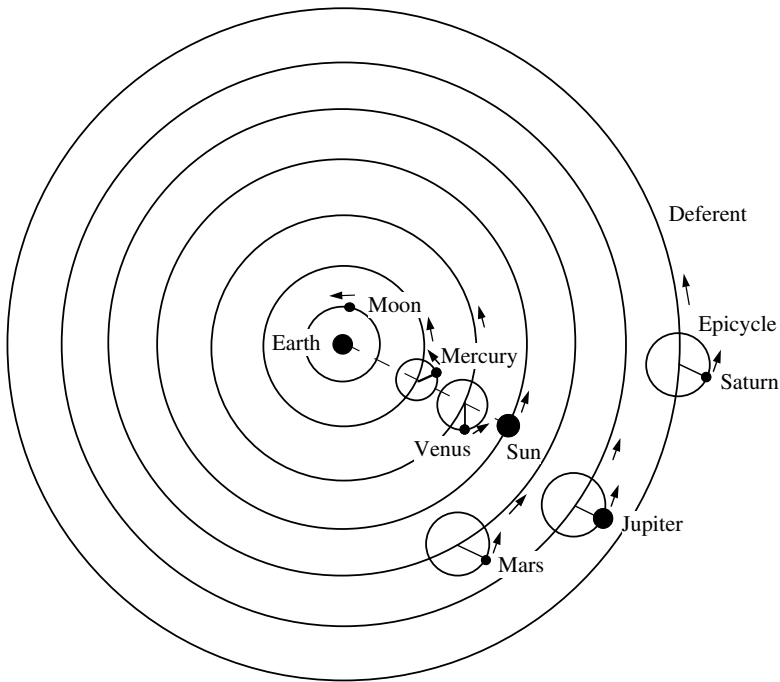 Deferent
Moon
Epicycle
Earth
Mercury
Saturn
Venus
Sun
Jupiter
Mars